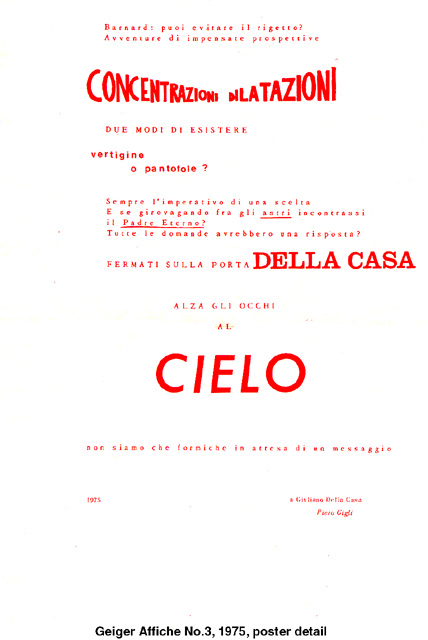 Barnard: puoi evitare il rigetto?
Avventure di impensate prospettive
CONCENTRAZIONI DILATAZIONI
DUE MODI DI ESISTERE
vertigine
o pantofole ?
Sempre l'imperativo di una scelta
E se girovagando fra gli astri incontrassi
il Padre Eterno?
Tutte le domande avrebbero una risposta?
FERMATI SULLA PORTA DELLA CASA
ALZA GLI OCCHI
AL
CIELO
non siamo che formiche in attesa di un messaggio
1975
a Giuliano Della Casa
Piero Gigli
Geiger Affiche No.3, 1975, poster detail